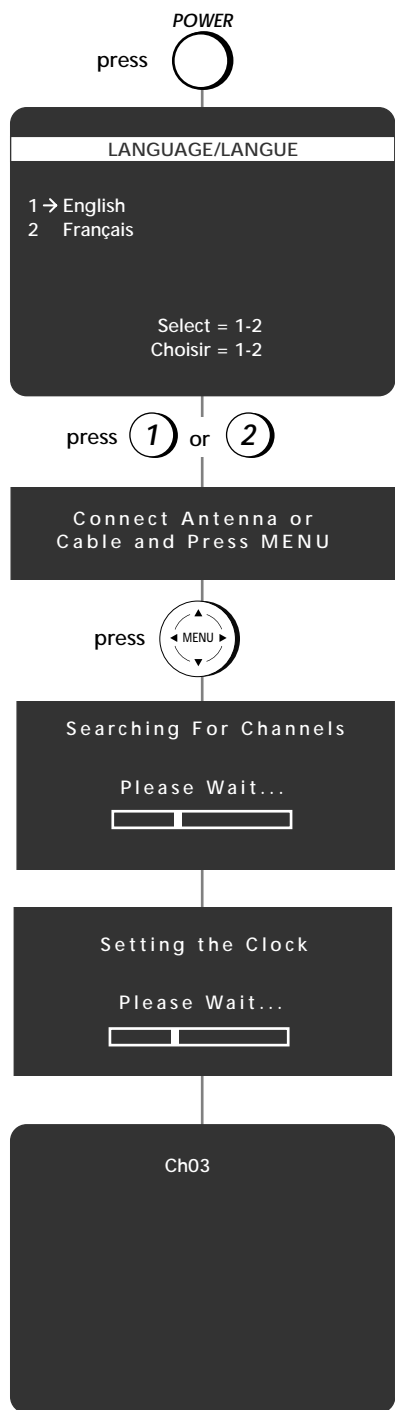 POWER
press
LANGUAGE/LANGUE
1 → English
2 Français
Select = 1-2
Choisir = 1-2
press 1 or 2
Connect Antenna or
Cable and Press MENU
press MENU
Searching For Channels
Please Wait...
Setting the Clock
Please Wait...
Ch03